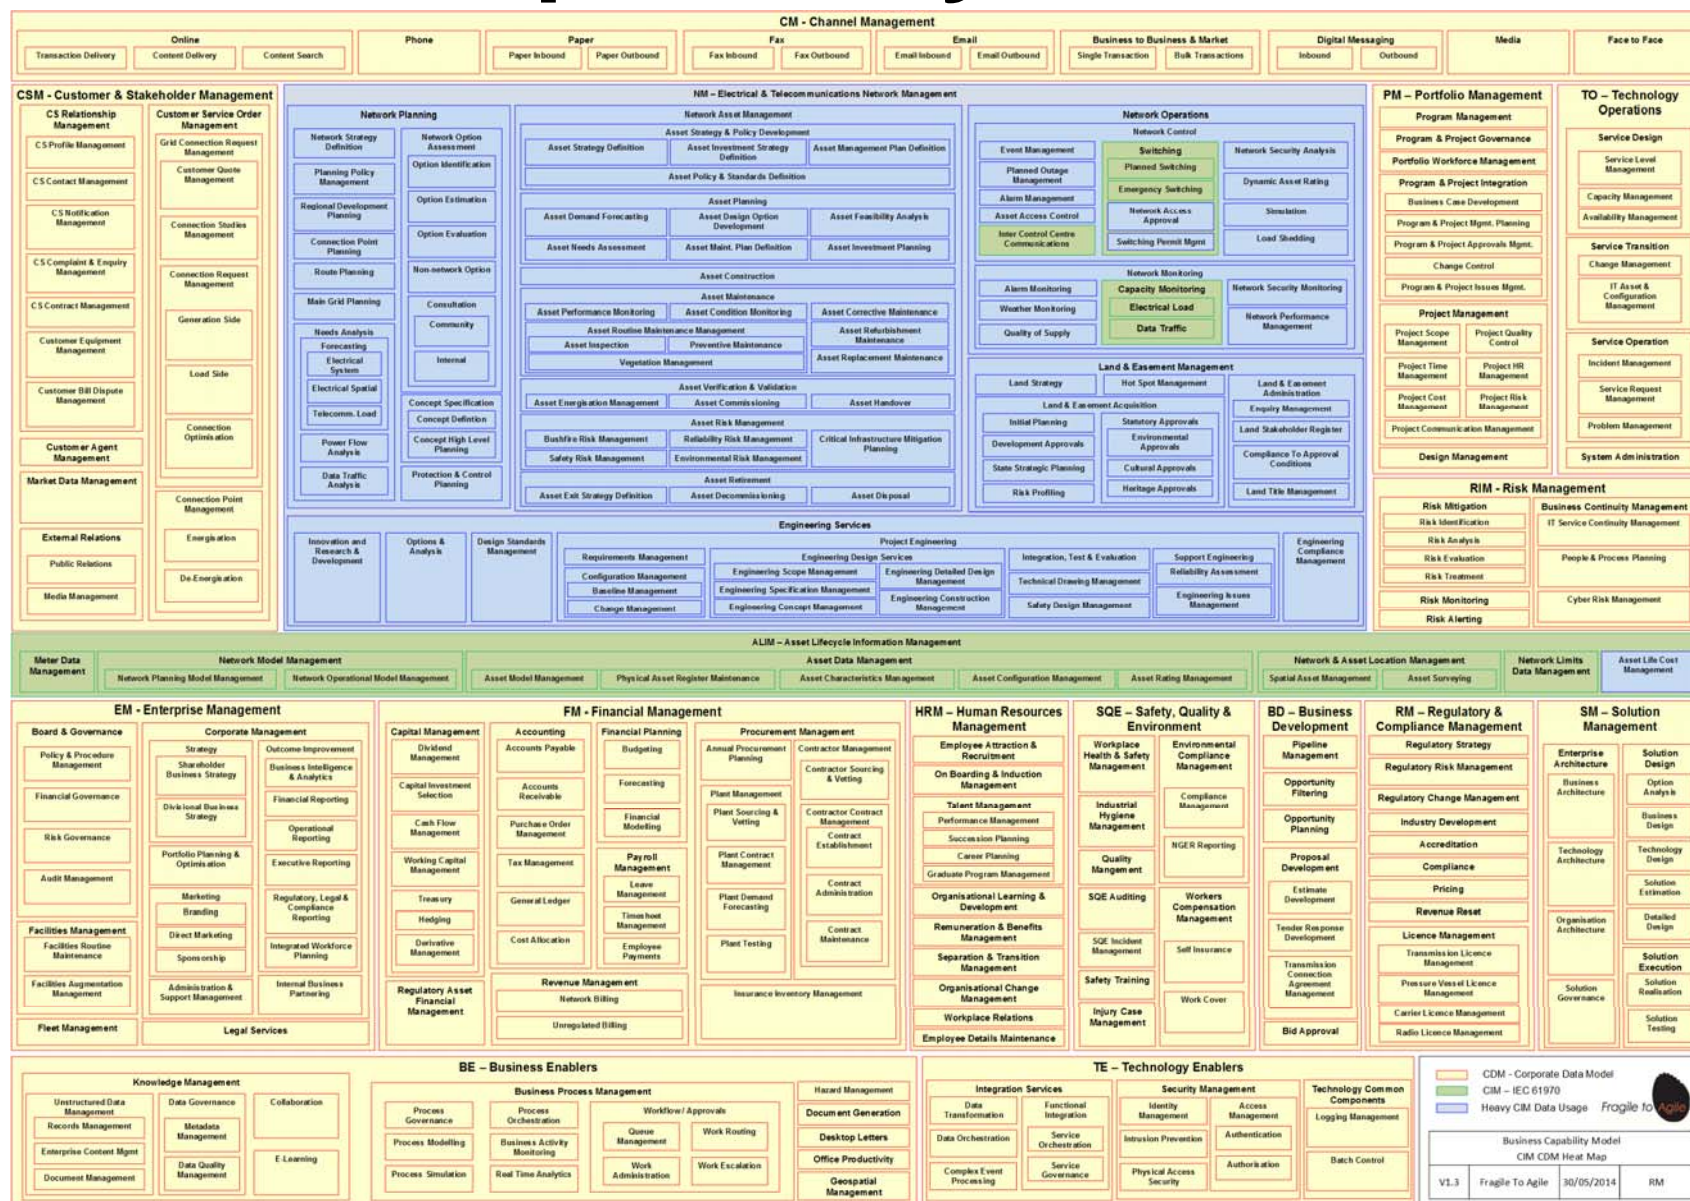 CM - Channel Management
Online
Transaction Delivery
Content Delivery
Content Search
Phone
Paper
Paper Inbound
Paper Outbound
Fax
Fax Inbound
Fax Outbound
Email
Email Inbound
Email Outbound
Business to Business & Market
Single Transaction
Bulk Transactions
Digital Messaging
Inbound
Outbound
Media
Face to Face
CSM - Customer & Stakeholder Management
CS Relationship
Management
CS Profile Management
CS Contact Management
CS Notification
Management
CS Complaint & Enquiry
Management
CS Contract Management
Customer Equipment
Management
Customer Bill Dispute
Management
Customer Agent
Management
Market Data Management
External Relations
Public Relations
Media Management
Customer Service Order
Management
Grid Connection Request
Management
Customer Quote
Management
Connection Studies
Management
Connection Request
Management
Generation Side
Load Side
Connection
Optimisation
Connection Point
Management
Energisation
De-Energisation
NM – Electrical & Telecommunications Network Management
Network Planning
Network Strategy
Definition
Planning Policy
Management
Regional Development
Planning
Connection Point
Planning
Route Planning
Main Grid Planning
Needs Analysis
Forecasting
Electrical
System
Electrical Spatial
Telecomm. Load
Power Flow
Analysis
Data Traffic
Analysis
Network Option
Assessment
Option Identification
Option Estimation
Option Evaluation
Non-network Option
Consultation
Community
Internal
Concept Specification
Concept Defintion
Concept High Level
Planning
Protection & Control
Planning
Network Asset Management
Asset Strategy & Policy Development
Asset Strategy Definition
Asset Investment Strategy
Definition
Asset Management Plan Definition
Asset Policy & Standards Definition
Asset Planning
Asset Demand Forecasting
Asset Design Option
Development
Asset Feasibility Analysis
Asset Needs Assessment
Asset Maint. Plan Definition
Asset Investment Planning
Asset Construction
Asset Maintenance
Asset Performance Monitoring
Asset Condition Monitoring
Asset Corrective Maintenance
Asset Routine Maintenance Management
Asset Inspection
Preventive Maintenance
Vegetation Management
Asset Refurbishment
Maintenance
Asset Replacement Maintenance
Asset Verification & Validation
Asset Energisation Management
Asset Commissioning
Asset Handover
Asset Risk Management
Bushfire Risk Management
Reliability Risk Management
Critical Infrastructure Mitigation
Planning
Safety Risk Management
Environmental Risk Management
Asset Retirement
Asset Exit Strategy Definition
Asset Decommissioning
Asset Disposal
Network Operations
Network Control
Event Management
Planned Outage
Management
Alarm Management
Asset Access Control
Inter Control Centre
Communications
Switching
Planned Switching
Emergency Switching
Network Access
Approval
Switching Permit Mgmt
Network Security Analysis
Dynamic Asset Rating
Simulation
Load Shedding
Network Monitoring
Alarm Monitoring
Weather Monitoring
Quality of Supply
Capacity Monitoring
Electrical Load
Data Traffic
Network Security Monitoring
Network Performance
Management
Land & Easement Management
Land Strategy
Hot Spot Management
Land & Easement Acquisition
Initial Planning
Development Approvals
State Strategic Planning
Risk Profiling
Statutory Approvals
Environmental
Approvals
Cultural Approvals
Heritage Approvals
Land & Easement
Administration
Enquiry Management
Land Stakeholder Register
Compliance To Approval
Conditions
Land Title Management
Engineering Services
Innovation and
Research &
Development
Options &
Analysis
Design Standards
Management
Project Engineering
Requirements Management
Configuration Management
Baseline Management
Change Management
Engineering Design Services
Engineering Scope Management
Engineering Specification Management
Engineering Concept Management
Engineering Detailed Design
Management
Engineering Construction
Management
Integration, Test & Evaluation
Technical Drawing Management
Safety Design Management
Support Engineering
Reliability Assessment
Engineering Issues
Management
Engineering
Compliance
Management
PM – Portfolio Management
Program Management
Program & Project Governance
Portfolio Workforce Management
Program & Project Integration
Business Case Development
Program & Project Mgmt. Planning
Program & Project Approvals Mgmt.
Change Control
Program & Project Issues Mgmt.
Project Management
Project Scope
Management
Project Quality
Control
Project Time
Management
Project HR
Management
Project Cost
Management
Project Risk
Management
Project Communication Management
Design Management
TO – Technology
Operations
Service Design
Service Level
Management
Capacity Management
Availability Management
Service Transition
Change Management
IT Asset &
Configuration
Management
Service Operation
Incident Management
Service Request
Management
Problem Management
System Administration
RIM - Risk Management
Risk Mitigation
Risk Identification
Risk Analysis
Risk Evaluation
Risk Treatment
Risk Monitoring
Risk Alerting
Business Continuity Management
IT Service Continuity Management
People & Process Planning
Cyber Risk Management
ALIM – Asset Lifecycle Information Management
Meter Data
Management
Network Model Management
Network Planning Model Management
Network Operational Model Management
Asset Data Management
Asset Model Management
Physical Asset Register Maintenance
Asset Characteristics Management
Asset Configuration Management
Asset Rating Management
Network & Asset Location Management
Spatial Asset Management
Asset Surveying
Network Limits
Data Management
Asset Life Cost
Management
EM - Enterprise Management
Board & Governance
Policy & Procedure
Management
Financial Governance
Risk Governance
Audit Management
Facilities Management
Facilities Routine
Maintenance
Facilities Augmentation
Management
Fleet Management
Corporate Management
Strategy
Shareholder
Business Strategy
Divisional Business
Strategy
Portfolio Planning &
Optimisation
Marketing
Branding
Direct Marketing
Sponsorship
Administration &
Support Management
Outcome Improvement
Business Intelligence
& Analytics
Financial Reporting
Operational
Reporting
Executive Reporting
Regulatory, Legal &
Compliance
Reporting
Integrated Workforce
Planning
Internal Business
Partnering
Legal Services
FM - Financial Management
Capital Management
Dividend
Management
Capital Investment
Selection
Cash Flow
Management
Working Capital
Management
Treasury
Hedging
Derivative
Management
Regulatory Asset
Financial
Management
Accounting
Accounts Payable
Accounts
Receivable
Purchase Order
Management
Tax Management
General Ledger
Cost Allocation
Financial Planning
Budgeting
Forecasting
Financial
Modelling
Payroll
Management
Leave
Management
Timesheet
Management
Employee
Payments
Revenue Management
Network Billing
Unregulated Billing
Procurement Management
Annual Procurement
Planning
Plant Management
Plant Sourcing &
Vetting
Plant Contract
Management
Plant Demand
Forecasting
Plant Testing
Contractor Management
Contractor Sourcing
& Vetting
Contractor Contract
Management
Contract
Establishment
Contract
Administration
Contract
Maintenance
Insurance Inventory Management
HRM – Human Resources
Management
Employee Attraction &
Recruitment
On Boarding & Induction
Management
Talent Management
Performance Management
Succession Planning
Career Planning
Graduate Program Management
Organisational Learning &
Development
Remuneration & Benefits
Management
Separation & Transition
Management
Organisational Change
Management
Workplace Relations
Employee Details Maintenance
SQE – Safety, Quality &
Environment
Workplace
Health & Safety
Management
Industrial
Hygiene
Management
Quality
Mangement
SQE Auditing
SQE Incident
Management
Safety Training
Injury Case
Management
Environmental
Compliance
Management
Compliance
Management
NGER Reporting
Workers
Compensation
Management
Self Insurance
Work Cover
BD – Business
Development
Pipeline
Management
Opportunity
Filtering
Opportunity
Planning
Proposal
Development
Estimate
Development
Tender Response
Development
Transmission
Connection
Agreement
Management
Bid Approval
RM – Regulatory &
Compliance Management
Regulatory Strategy
Regulatory Risk Management
Regulatory Change Management
Industry Development
Accreditation
Compliance
Pricing
Revenue Reset
Licence Management
Transmission Licence
Management
Pressure Vessel Licence
Management
Carrier Licence Management
Radio Licence Management
SM – Solution
Management
Enterprise
Architecture
Business
Architecture
Technology
Architecture
Organisation
Architecture
Solution
Governance
Solution
Design
Option
Analysis
Business
Design
Technology
Design
Solution
Estimation
Detailed
Design
Solution
Execution
Solution
Realisation
Solution
Testing
BE – Business Enablers
Knowledge Management
Unstructured Data
Management
Records Management
Enterprise Content Mgmt
Document Management
Data Governance
Metadata
Management
Data Quality
Management
Collaboration
E-Learning
Business Process Management
Process
Governance
Process Modelling
Process Simulation
Process
Orchestration
Business Activity
Monitoring
Real Time Analytics
Workflow / Approvals
Queue
Management
Work Routing
Work
Administration
Work Escalation
Hazard Management
Document Generation
Desktop Letters
Office Productivity
Geospatial
Management
TE – Technology Enablers
Integration Services
Data
Transformation
Functional
Integration
Data Orchestration
Service
Orchestration
Complex Event
Processing
Service
Governance
Security Management
Identity
Management
Access
Management
Intrusion Prevention
Authentication
Physical Access
Security
Authorisation
Technology Common
Components
Logging Management
Batch Control
CDM - Corporate Data Model
CIM – IEC 61970
Heavy CIM Data Usage
Fragile to Agile
Business Capability Model
CIM CDM Heat Map
V1.3
Fragile To Agile
30/05/2014
RM